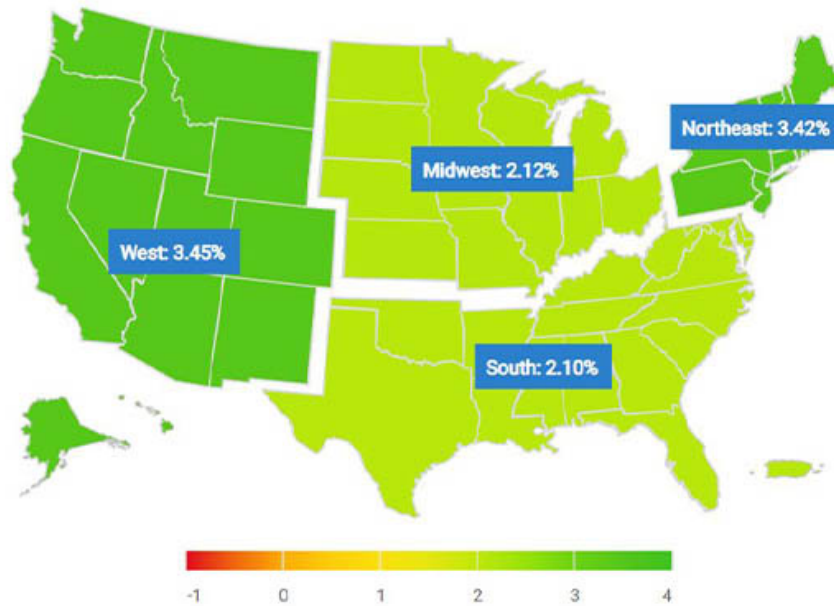 Northeast: 3.42%
Midwest: 2.12%
West: 3.45%
South: 2.10%
-1 0 1 2 3 4